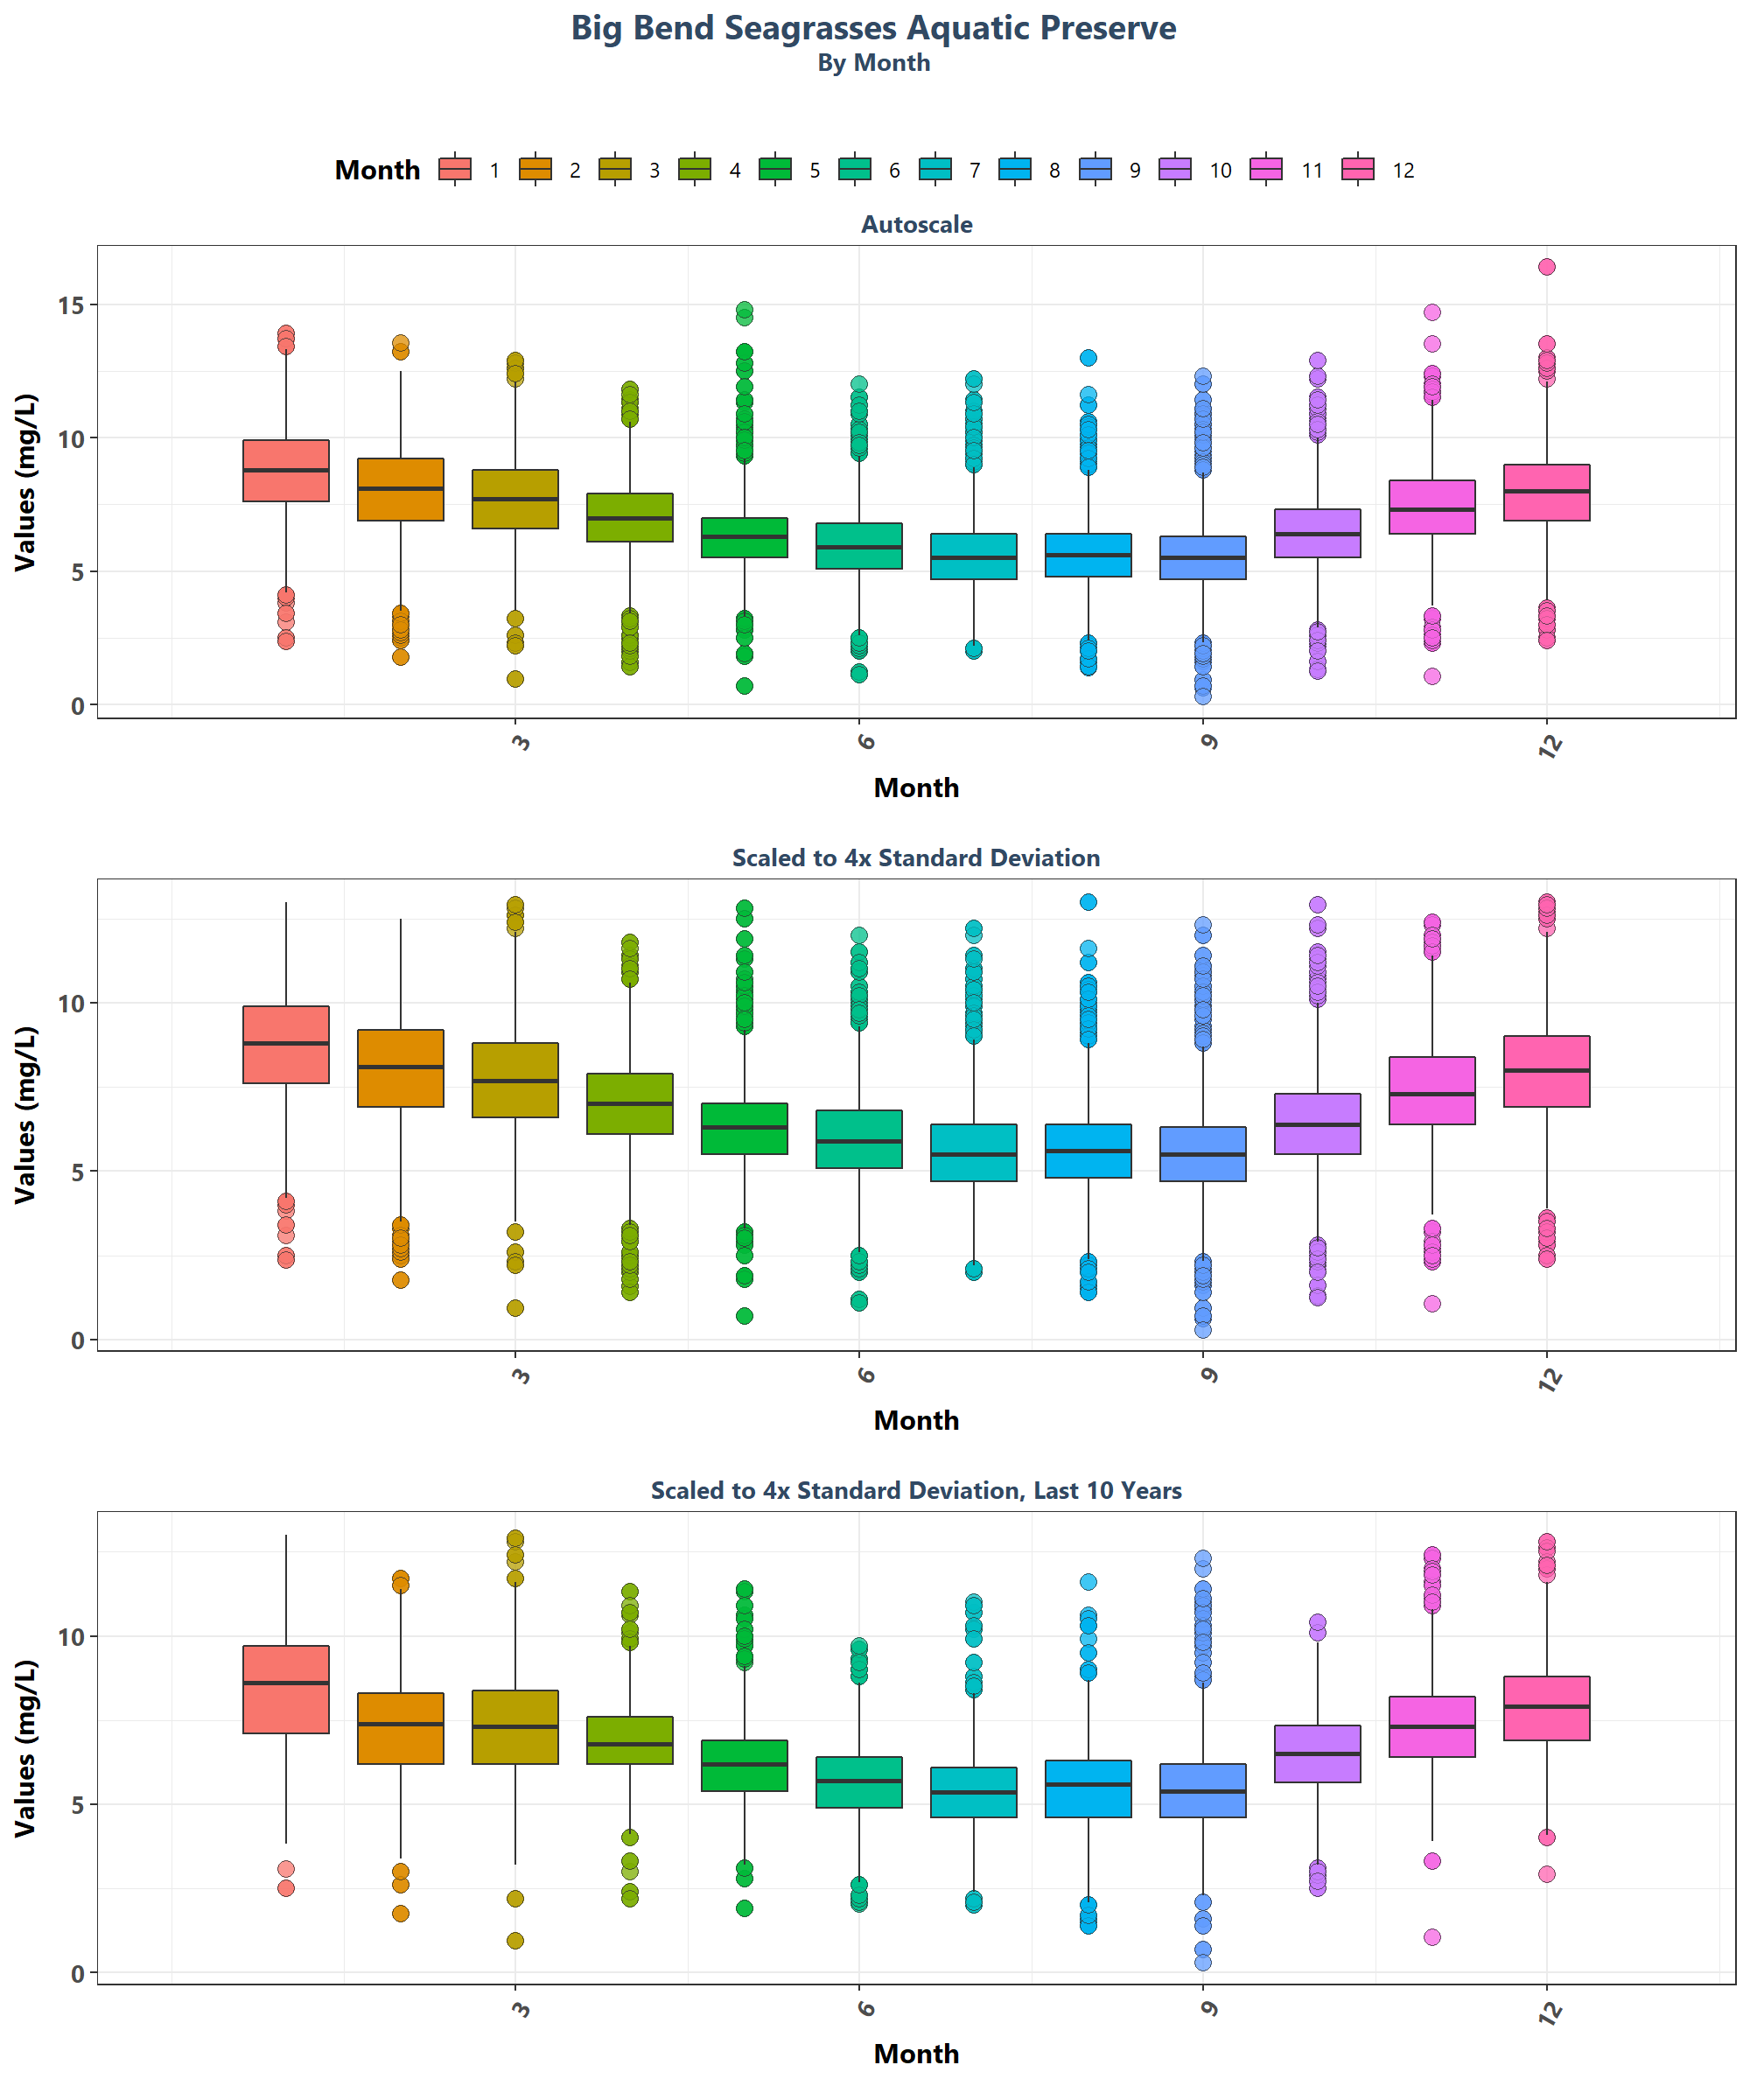 Big Bend Seagrasses Aquatic Preserve
By Month
Month 1 2 3 4 5 6 7 8 9 10 11 12
Autoscale
Values (mg/L)
15
10
5
0
3 6 9 12
Month
Scaled to 4x Standard Deviation
Values (mg/L)
10
5
0
3 6 9 12
Month
Scaled to 4x Standard Deviation, Last 10 Years
Values (mg/L)
10
5
0
3 6 9 12
Month